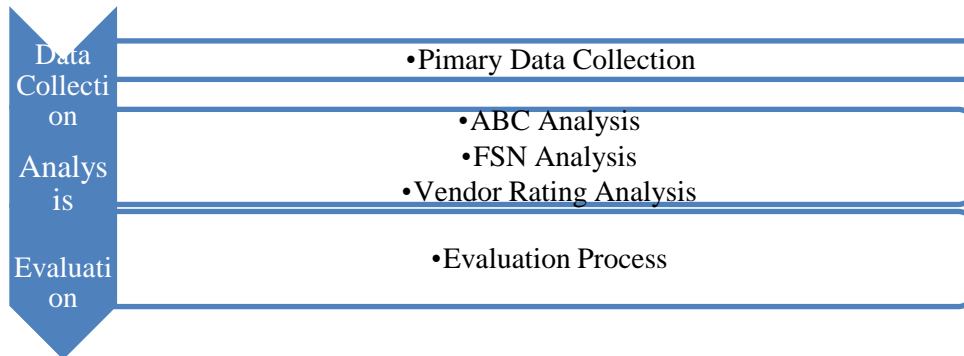 Data
Collecti
on
•Pimary Data Collection
Analys
is
•ABC Analysis
•FSN Analysis
•Vendor Rating Analysis
Evaluati
on
•Evaluation Process